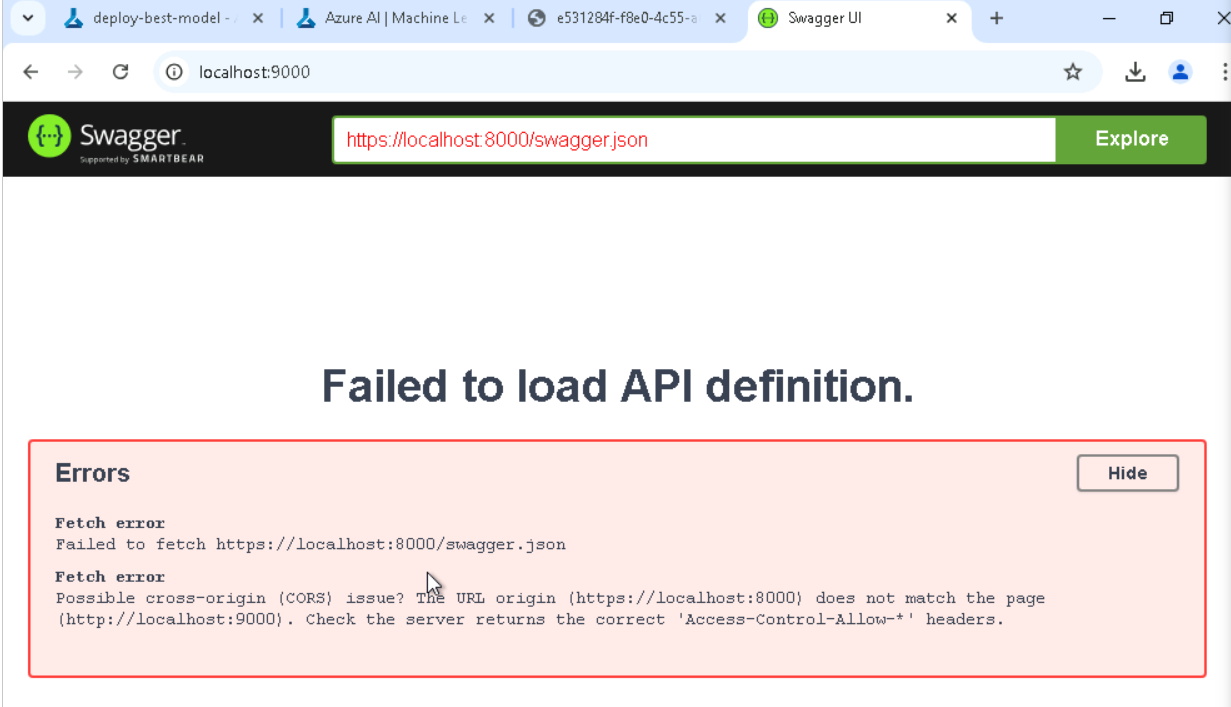 deploy-best-model - 
Azure AI | Machine Le
e531284f-f8e0-4c55-a
Swagger UI
localhost:9000
Swagger.
Supported by SMARTBEAR
https://localhost:8000/swagger.json
Explore
Failed to load API definition.
Errors
Hide
Fetch error
Failed to fetch https://localhost:8000/swagger.json
Fetch error
Possible cross-origin (CORS) issue? The URL origin (https://localhost:8000) does not match the page
(http://localhost:9000). Check the server returns the correct 'Access-Control-Allow-*' headers.